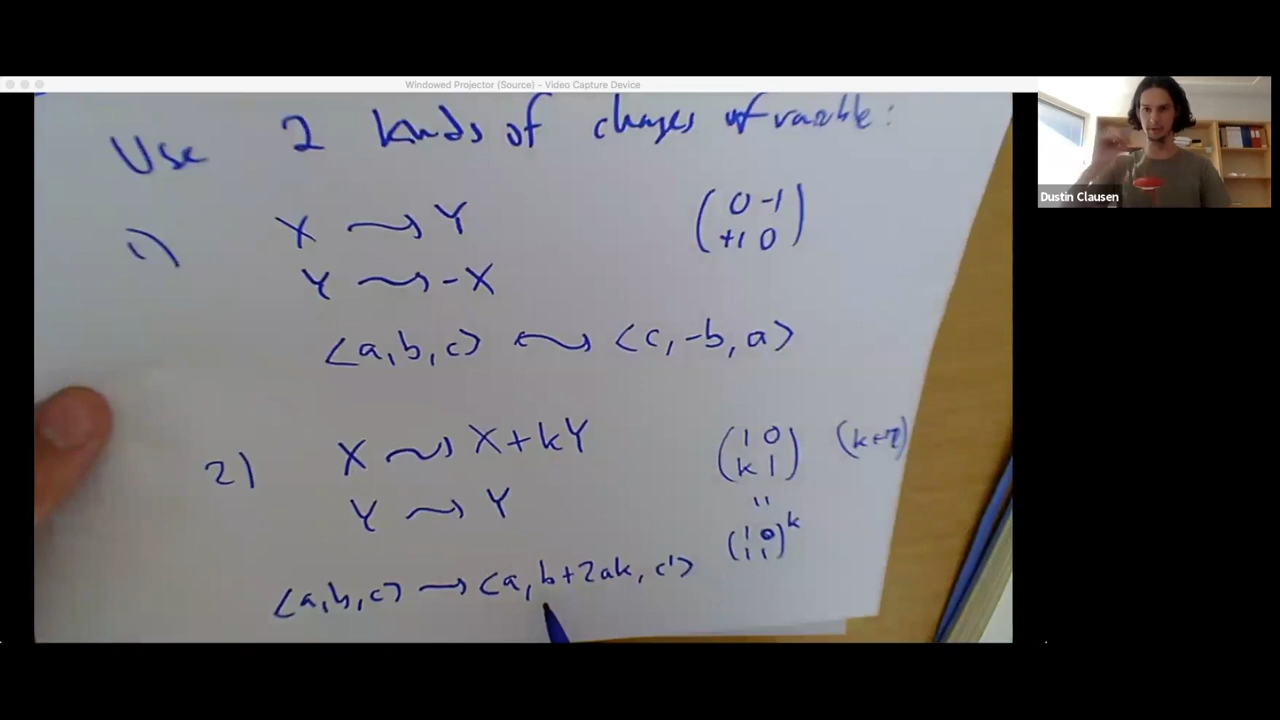 Windowed Projector (Source) - Video Capture Device
Dustin Clausen
Use 2 kinds of changes of variable:
1) X ⇝ Y (0 -1
Y ⇝ -X +1 0)
<a,b,c> ⇝ <c,-b,a>
2) X ⇝ X+kY (1 0 (k∈Z)
k 1)
Y ⇝ Y =
(1 0
1 1)^k
<a,b,c> ⇝ <a,b+2ak,c'>